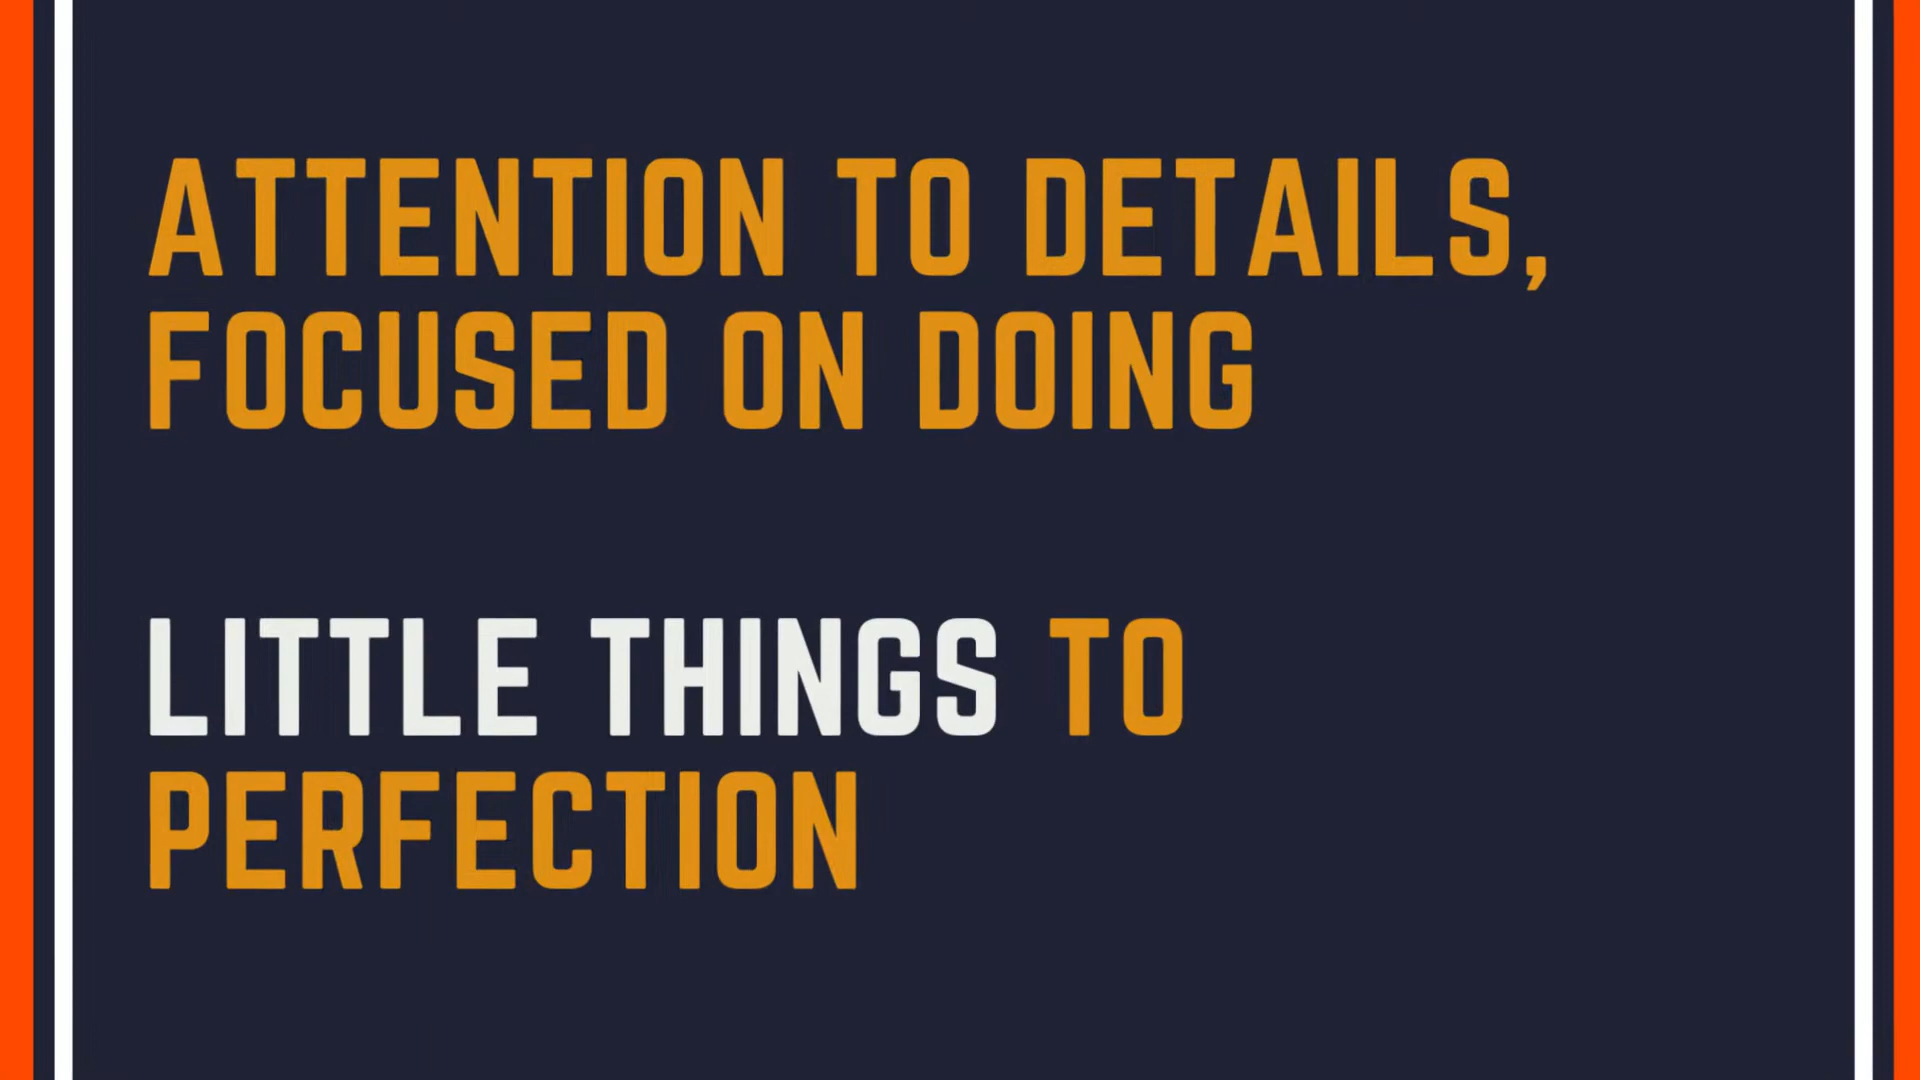 ATTENTION TO DETAILS,
FOCUSED ON DOING
LITTLE THINGS TO
PERFECTION